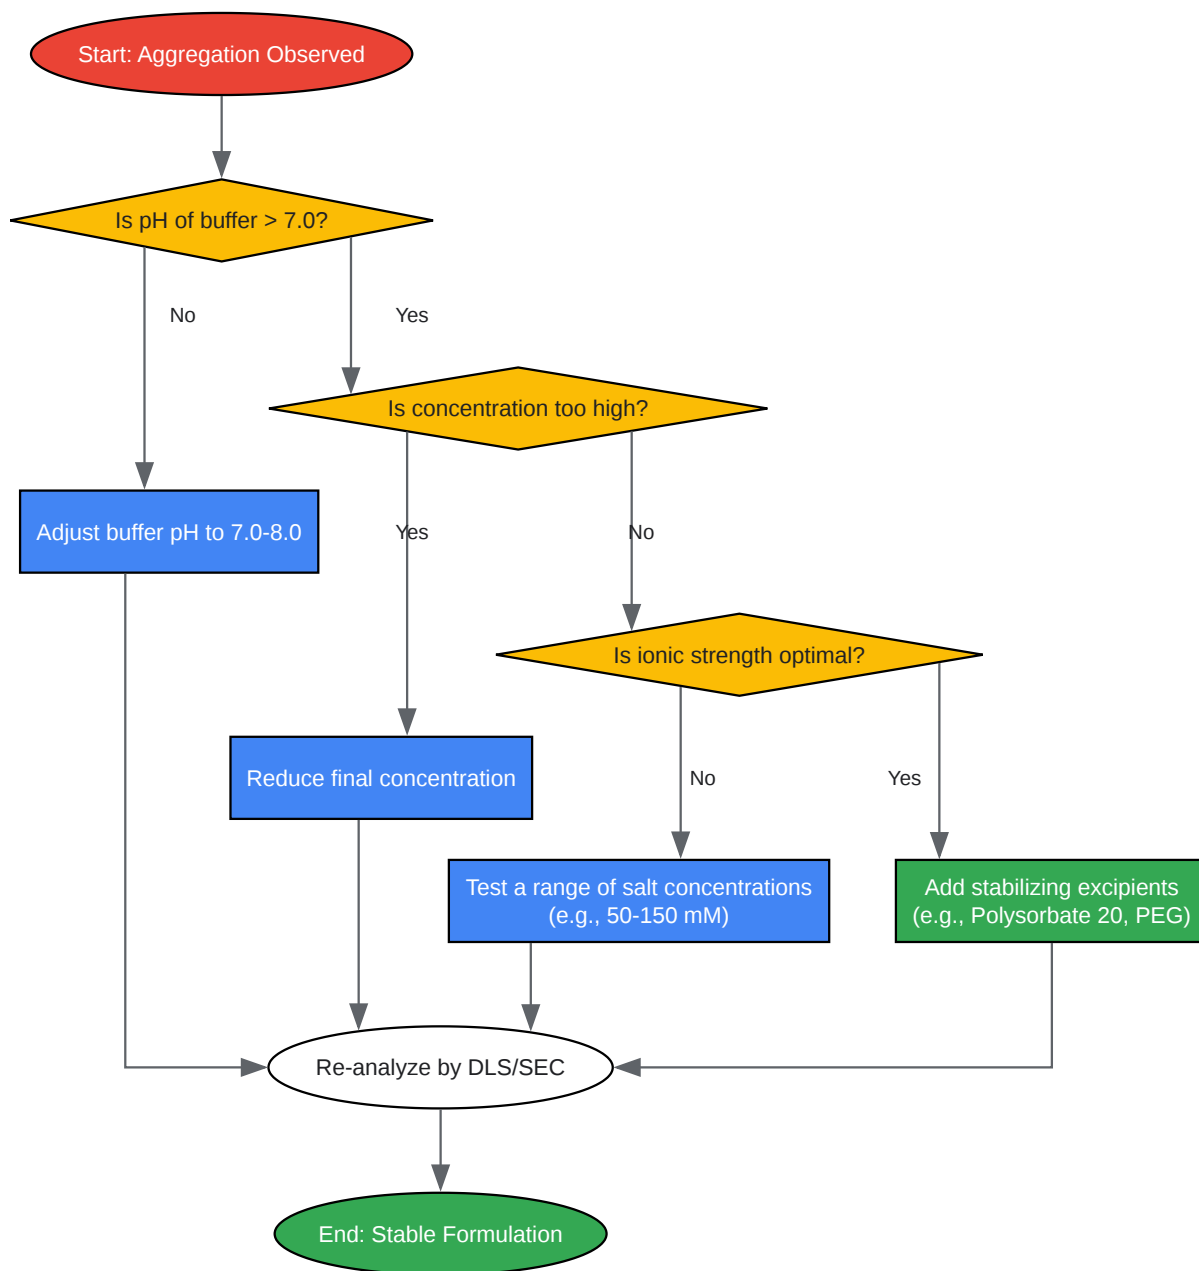 Start: Aggregation Observed
Is pH of buffer > 7.0?
No
Yes
Is concentration too high?
Adjust buffer pH to 7.0-8.0
Yes
No
Is ionic strength optimal?
Reduce final concentration
No
Yes
Test a range of salt concentrations
(e.g., 50-150 mM)
Add stabilizing excipients
(e.g., Polysorbate 20, PEG)
Re-analyze by DLS/SEC
End: Stable Formulation